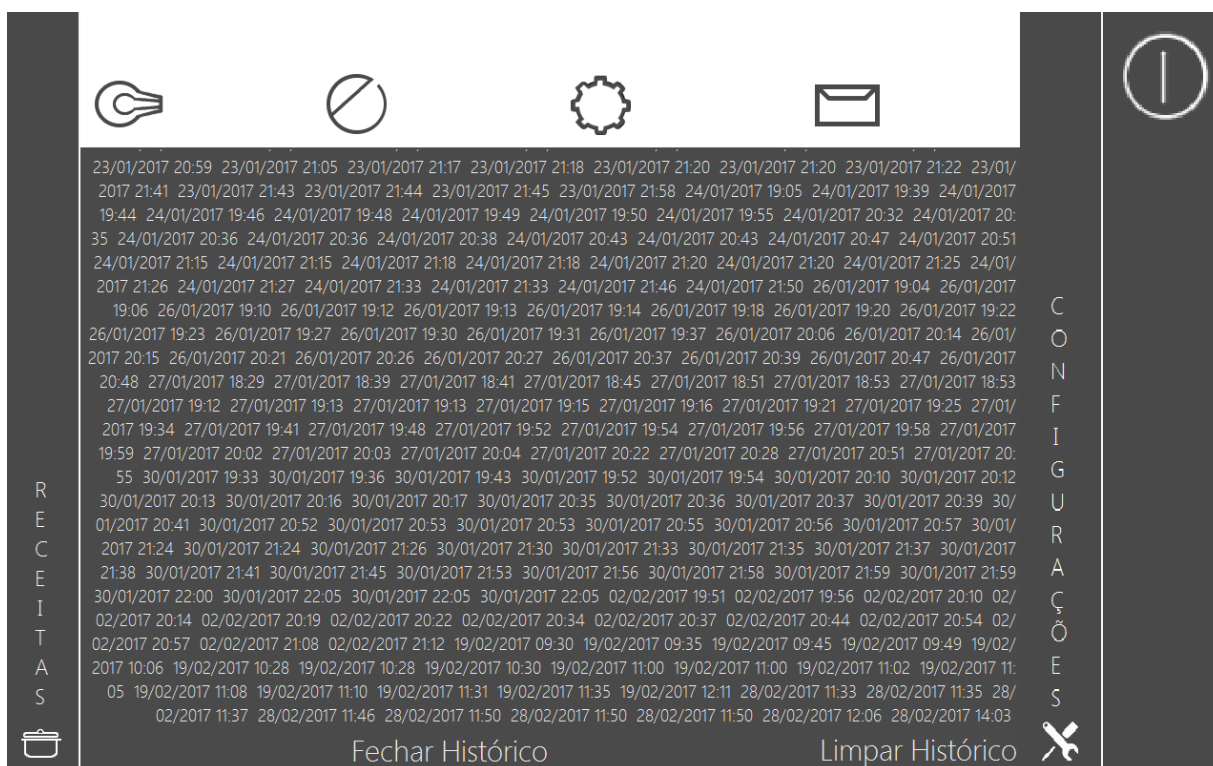 RECEITAS
23/01/2017 20:59 23/01/2017 21:05 23/01/2017 21:17 23/01/2017 21:18 23/01/2017 21:20 23/01/2017 21:20 23/01/2017 21:22 23/01/
2017 21:41 23/01/2017 21:43 23/01/2017 21:44 23/01/2017 21:45 23/01/2017 21:58 24/01/2017 19:05 24/01/2017 19:39 24/01/2017
19:44 24/01/2017 19:46 24/01/2017 19:48 24/01/2017 19:49 24/01/2017 19:50 24/01/2017 19:55 24/01/2017 20:32 24/01/2017 20:
35 24/01/2017 20:36 24/01/2017 20:36 24/01/2017 20:38 24/01/2017 20:43 24/01/2017 20:43 24/01/2017 20:47 24/01/2017 20:51
24/01/2017 21:15 24/01/2017 21:15 24/01/2017 21:18 24/01/2017 21:18 24/01/2017 21:20 24/01/2017 21:20 24/01/2017 21:25 24/01/
2017 21:26 24/01/2017 21:27 24/01/2017 21:33 24/01/2017 21:33 24/01/2017 21:46 24/01/2017 21:50 26/01/2017 19:04 26/01/2017
19:06 26/01/2017 19:10 26/01/2017 19:12 26/01/2017 19:13 26/01/2017 19:14 26/01/2017 19:18 26/01/2017 19:20 26/01/2017 19:22
26/01/2017 19:23 26/01/2017 19:27 26/01/2017 19:30 26/01/2017 19:31 26/01/2017 19:37 26/01/2017 20:06 26/01/2017 20:14 26/01/
2017 20:15 26/01/2017 20:21 26/01/2017 20:26 26/01/2017 20:27 26/01/2017 20:37 26/01/2017 20:39 26/01/2017 20:47 26/01/2017
20:48 27/01/2017 18:29 27/01/2017 18:39 27/01/2017 18:41 27/01/2017 18:45 27/01/2017 18:51 27/01/2017 18:53 27/01/2017 18:53
27/01/2017 19:12 27/01/2017 19:13 27/01/2017 19:13 27/01/2017 19:15 27/01/2017 19:16 27/01/2017 19:21 27/01/2017 19:25 27/01/
2017 19:34 27/01/2017 19:41 27/01/2017 19:48 27/01/2017 19:52 27/01/2017 19:54 27/01/2017 19:56 27/01/2017 19:58 27/01/2017
19:59 27/01/2017 20:02 27/01/2017 20:03 27/01/2017 20:04 27/01/2017 20:22 27/01/2017 20:28 27/01/2017 20:51 27/01/2017 20:
55 30/01/2017 19:33 30/01/2017 19:36 30/01/2017 19:43 30/01/2017 19:52 30/01/2017 19:54 30/01/2017 20:10 30/01/2017 20:12
30/01/2017 20:13 30/01/2017 20:16 30/01/2017 20:17 30/01/2017 20:35 30/01/2017 20:36 30/01/2017 20:37 30/01/2017 20:39 30/
01/2017 20:41 30/01/2017 20:52 30/01/2017 20:53 30/01/2017 20:53 30/01/2017 20:55 30/01/2017 20:56 30/01/2017 20:57 30/01/
2017 21:24 30/01/2017 21:24 30/01/2017 21:26 30/01/2017 21:30 30/01/2017 21:33 30/01/2017 21:35 30/01/2017 21:37 30/01/2017
21:38 30/01/2017 21:41 30/01/2017 21:45 30/01/2017 21:53 30/01/2017 21:56 30/01/2017 21:58 30/01/2017 21:59 30/01/2017 21:59
30/01/2017 22:00 30/01/2017 22:05 30/01/2017 22:05 30/01/2017 22:05 02/02/2017 19:51 02/02/2017 19:56 02/02/2017 20:10 02/
02/2017 20:14 02/02/2017 20:19 02/02/2017 20:22 02/02/2017 20:34 02/02/2017 20:37 02/02/2017 20:44 02/02/2017 20:54 02/
02/2017 20:57 02/02/2017 21:08 02/02/2017 21:12 19/02/2017 09:30 19/02/2017 09:35 19/02/2017 09:45 19/02/2017 09:49 19/02/
2017 10:06 19/02/2017 10:28 19/02/2017 10:28 19/02/2017 10:30 19/02/2017 11:00 19/02/2017 11:00 19/02/2017 11:02 19/02/2017 11:
05 19/02/2017 11:08 19/02/2017 11:10 19/02/2017 11:31 19/02/2017 11:35 19/02/2017 12:11 28/02/2017 11:33 28/02/2017 11:35 28/
02/2017 11:37 28/02/2017 11:46 28/02/2017 11:50 28/02/2017 11:50 28/02/2017 11:50 28/02/2017 12:06 28/02/2017 14:03
Fechar Histórico Limpar Histórico
CONFIGURAÇÕES